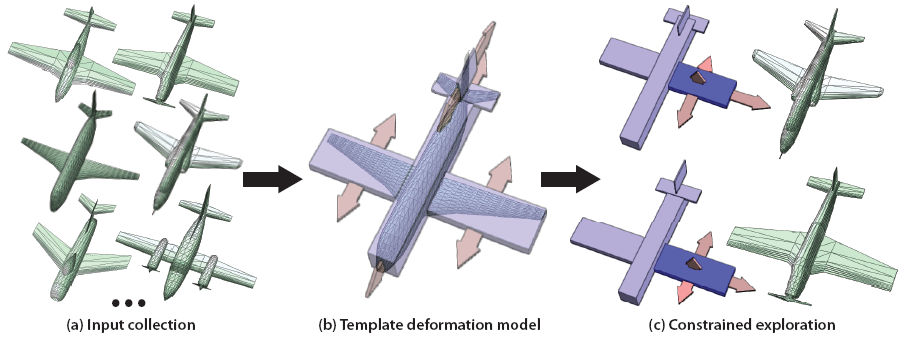 (a) Input collection
(b) Template deformation model
(c) Constrained exploration